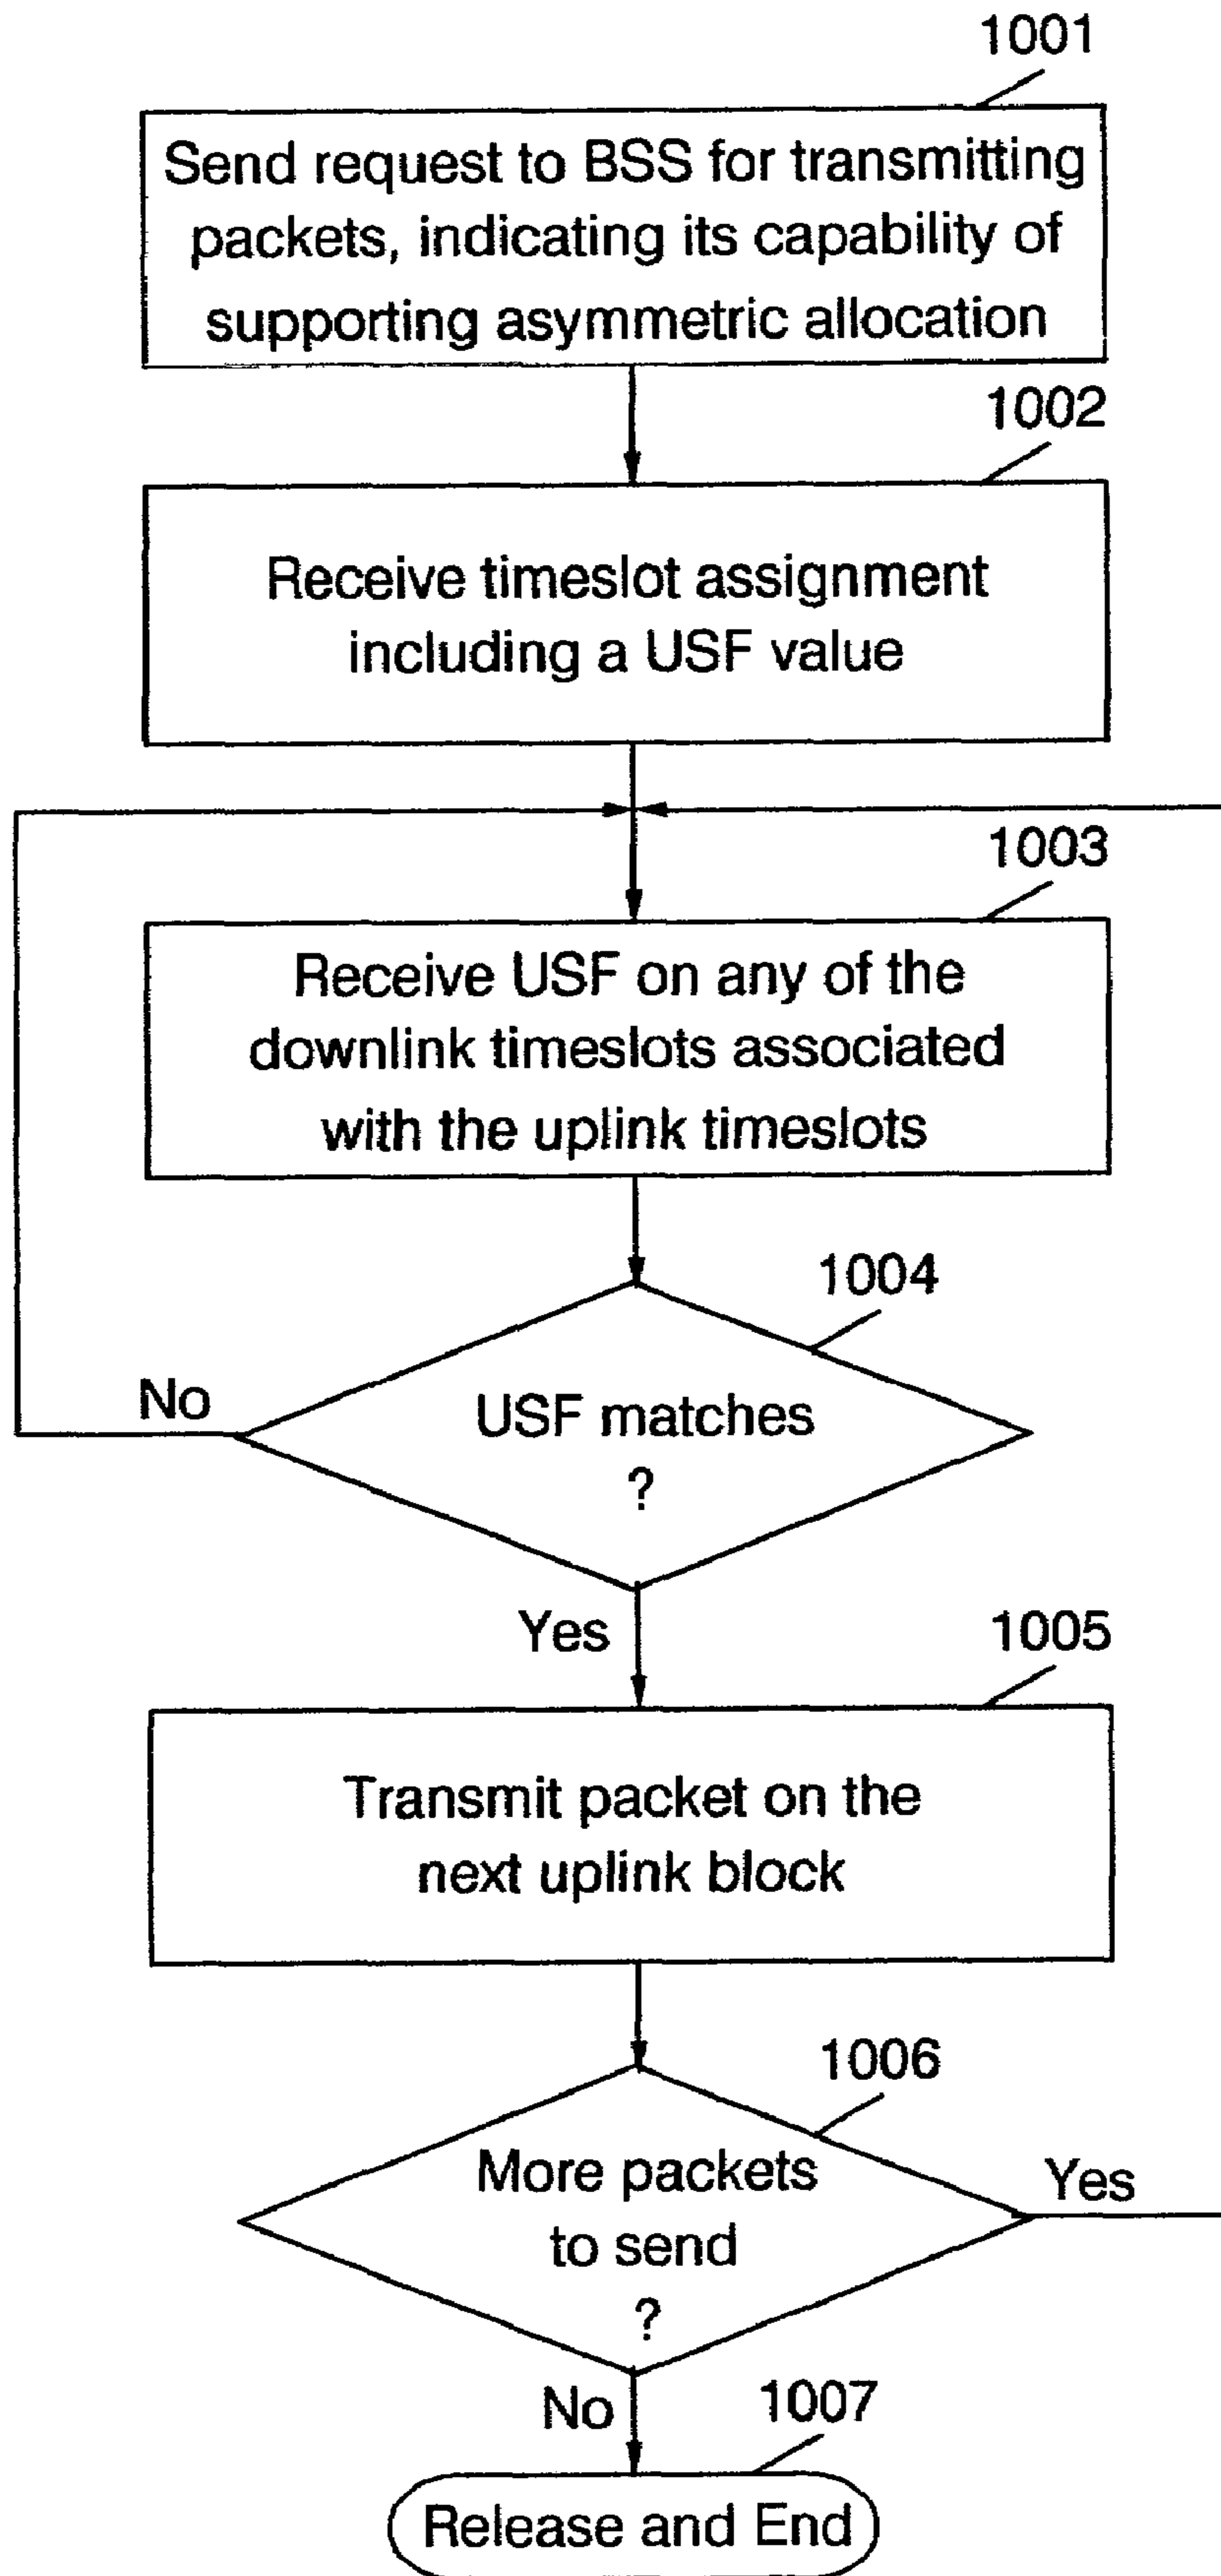 1001
Send request to BSS for transmitting
packets, indicating its capability of
supporting asymmetric allocation
1002
Receive timeslot assignment
including a USF value
1003
Receive USF on any of the
downlink timeslots associated
with the uplink timeslots
1004
No
USF matches
?
Yes
1005
Transmit packet on the
next uplink block
1006
More packets
to send
?
Yes
No
1007
Release and End